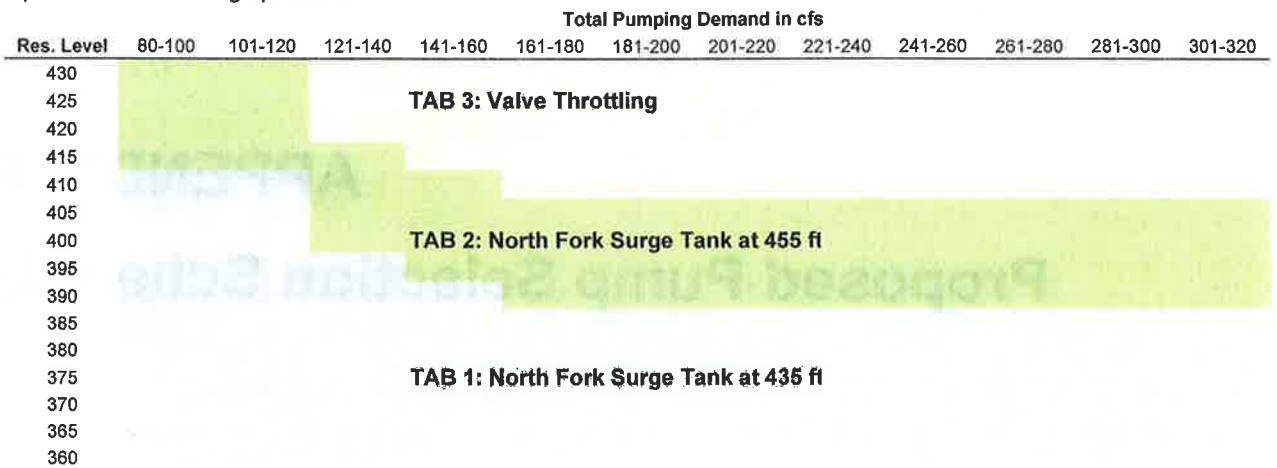 Total Pumping Demand in cfs
Res. Level 80-100 101-120 121-140 141-160 161-180 181-200 201-220 221-240 241-260 261-280 281-300 301-320
430
425 TAB 3: Valve Throttling
420
415
410
405
400 TAB 2: North Fork Surge Tank at 455 ft
395
390
385
380
375 TAB 1: North Fork Surge Tank at 435 ft
370
365
360